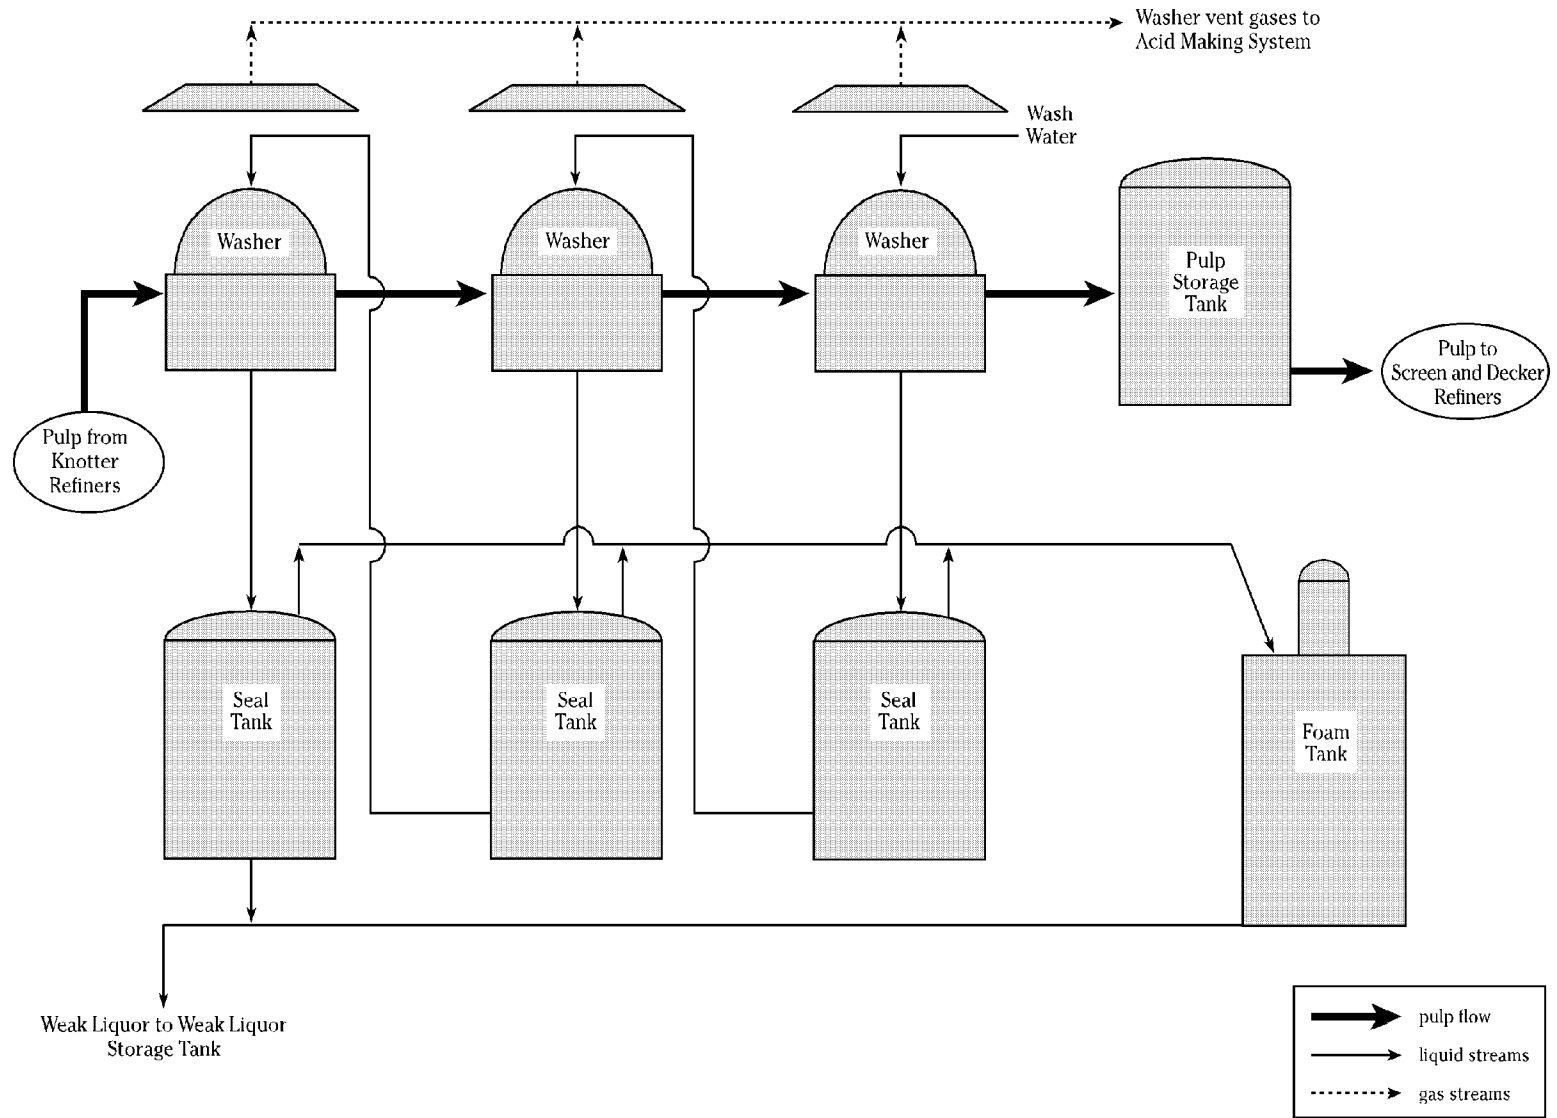 Washer vent gases to
Acid Making System
Wash
Water
Washer
Washer
Washer
Pulp
Storage
Tank
Pulp to
Screen and Decker
Refiners
Pulp from
Knotter
Refiners
Seal
Tank
Seal
Tank
Seal
Tank
Foam
Tank
Weak Liquor to Weak Liquor
Storage Tank
pulp flow
liquid streams
gas streams